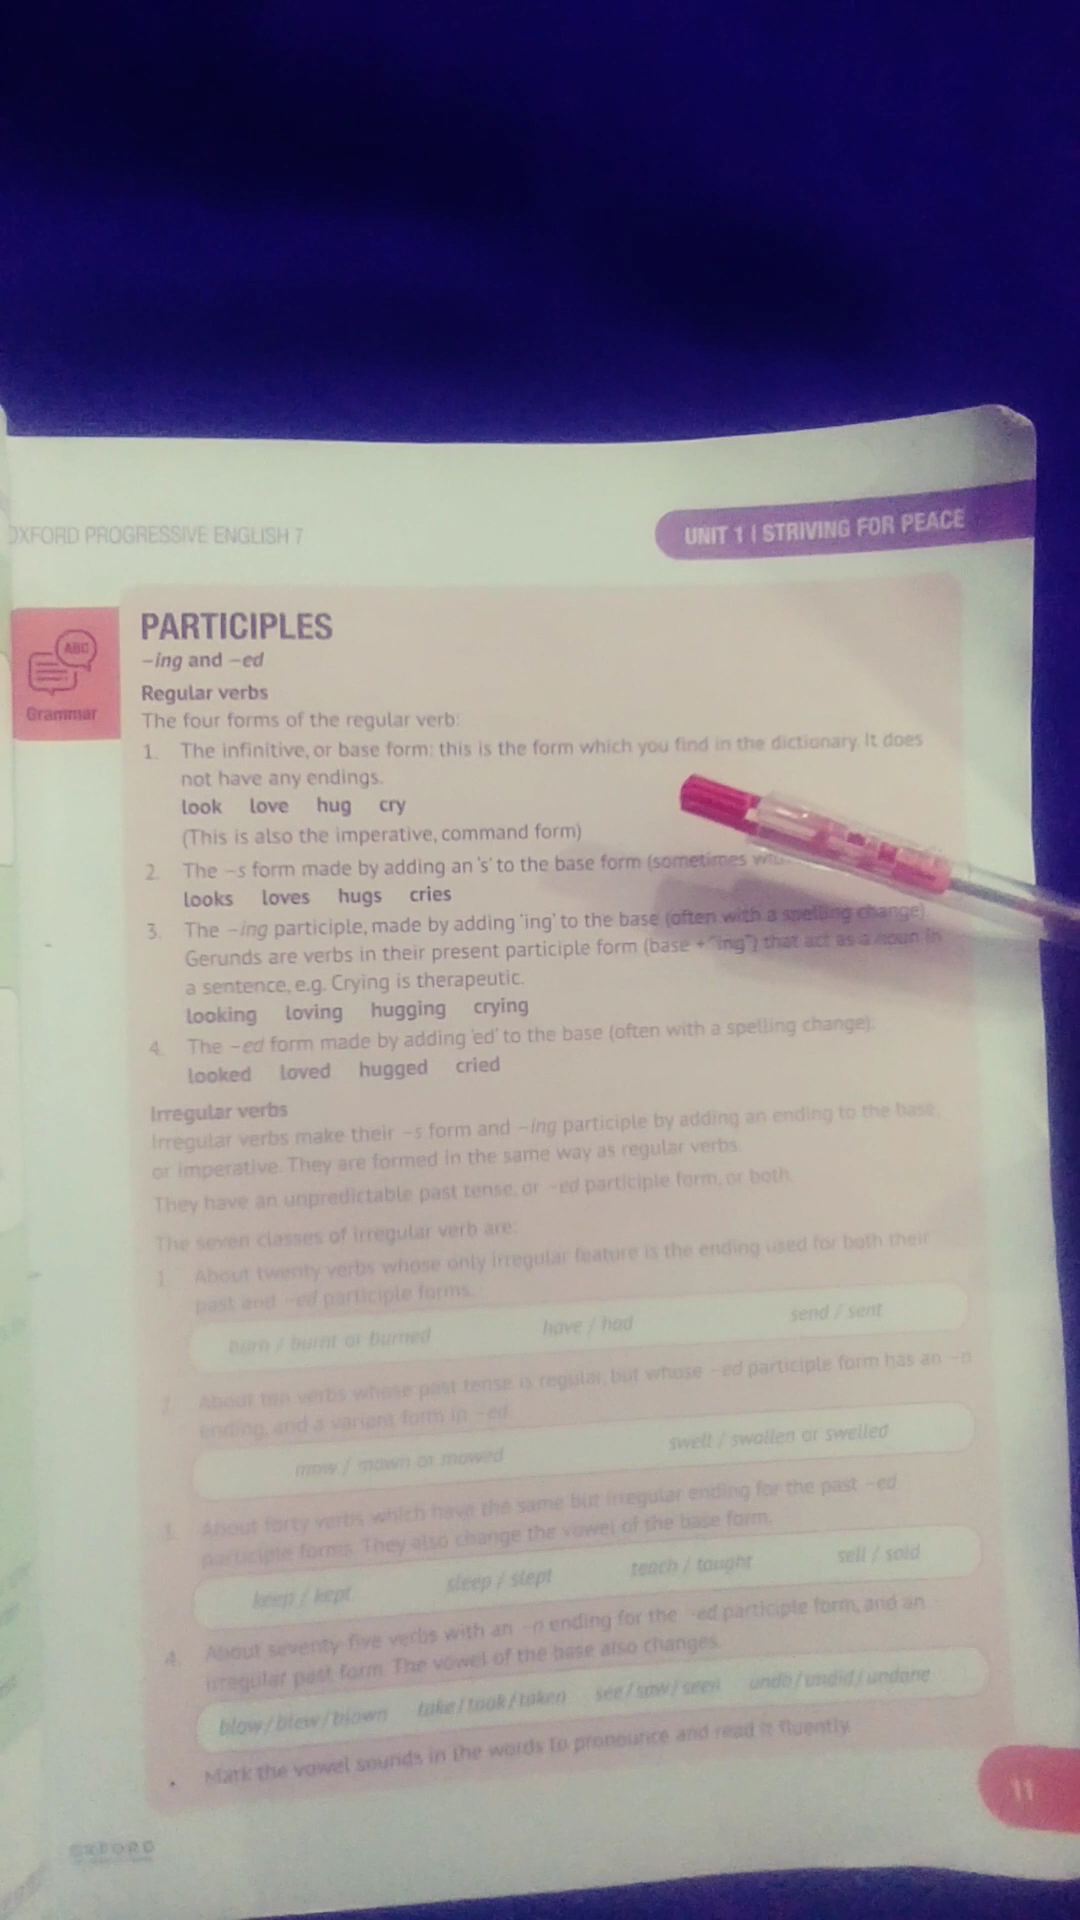 OXFORD PROGRESSIVE ENGLISH 7
UNIT 1 | STRIVING FOR PEACE
ABC
Grammar
PARTICIPLES
–ing and –ed
Regular verbs
The four forms of the regular verb:
1. The infinitive, or base form: this is the form which you find in the dictionary. It does
not have any endings.
look love hug cry
(This is also the imperative, command form)
2. The –s form made by adding an 's' to the base form (sometimes
looks loves hugs cries
3. The –ing participle, made by adding 'ing' to the base (often with a spelling change).
Gerunds are verbs in their present participle form (base + "ing") that act as a noun in
a sentence, e.g. Crying is therapeutic.
looking loving hugging crying
4. The –ed form made by adding 'ed' to the base (often with a spelling change):
looked loved hugged cried
Irregular verbs
Irregular verbs make their –s form and –ing participle by adding an ending to the base,
or imperative. They are formed in the same way as regular verbs.
They have an unpredictable past tense, or –ed participle form, or both.
The seven classes of irregular verb are:
1. About twenty verbs whose only irregular feature is the ending used for both their
past and –ed participle forms.
burn / burnt or burned have / had send / sent
2. About ten verbs whose past tense is regular, but whose –ed participle form has an –n
ending, and a variant form in –ed
mow / mown or mowed swell / swollen or swelled
3. About forty verbs which have the same but irregular ending for the past –ed
participle forms. They also change the vowel of the base form.
keep / kept sleep / slept teach / taught sell / sold
4. About seventy-five verbs with an –n ending for the –ed participle form, and an
irregular past form. The vowel of the base also changes.
blow / blew / blown take / took / taken see / saw / seen undo / undid / undone
• Mark the vowel sounds in the words to pronounce and read it fluently.
11
OXFORD